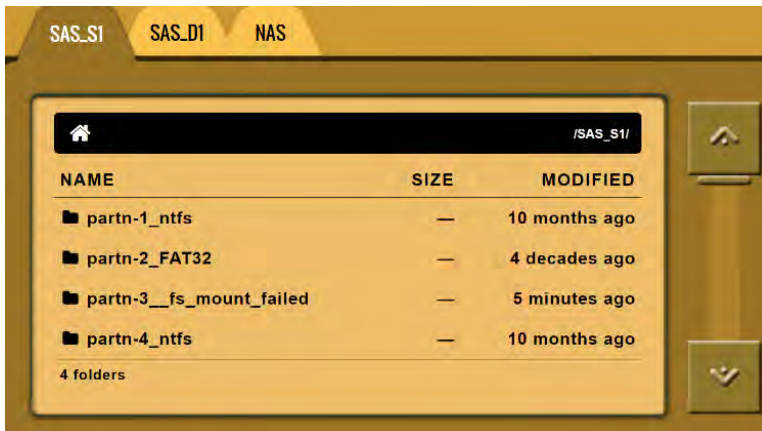 SAS_S1 SAS_D1 NAS
/SAS_S1/
NAME SIZE MODIFIED
partn-1_ntfs — 10 months ago
partn-2_FAT32 — 4 decades ago
partn-3__fs_mount_failed — 5 minutes ago
partn-4_ntfs — 10 months ago
4 folders